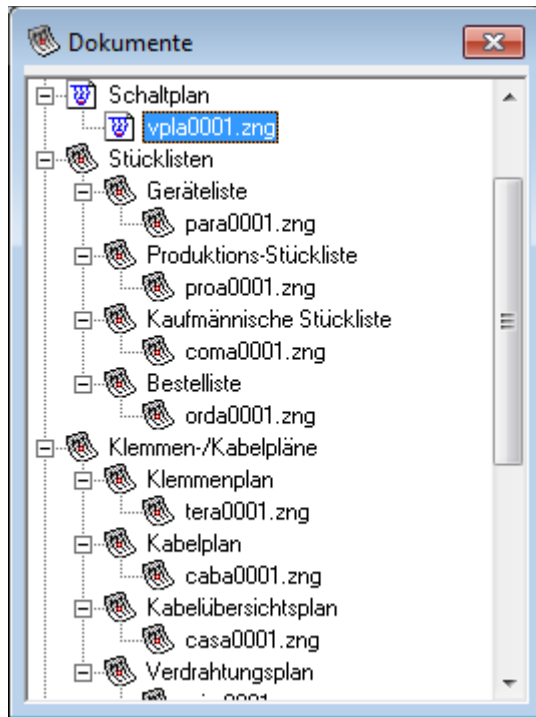 Dokumente
Schaltplan
vpla0001.zng
Stücklisten
Geräteliste
para0001.zng
Produktions-Stückliste
proa0001.zng
Kaufmännische Stückliste
coma0001.zng
Bestelliste
orda0001.zng
Klemmen-/Kabelpläne
Klemmenplan
tera0001.zng
Kabelplan
caba0001.zng
Kabelübersichtsplan
casa0001.zng
Verdrahtungsplan